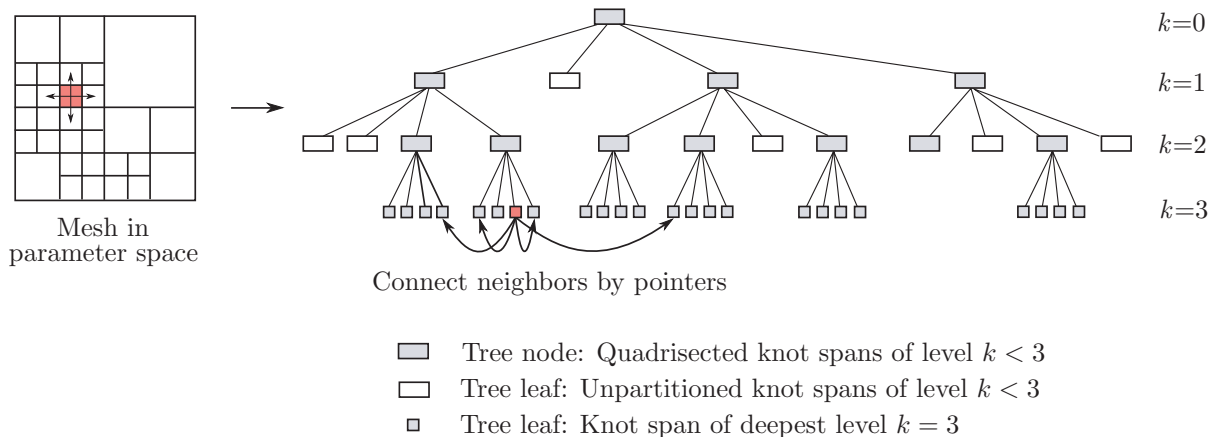 k=0
k=1
k=2
k=3
Mesh in
parameter space
Connect neighbors by pointers
Tree node: Quadrisected knot spans of level k < 3
Tree leaf: Unpartitioned knot spans of level k < 3
Tree leaf: Knot span of deepest level k = 3